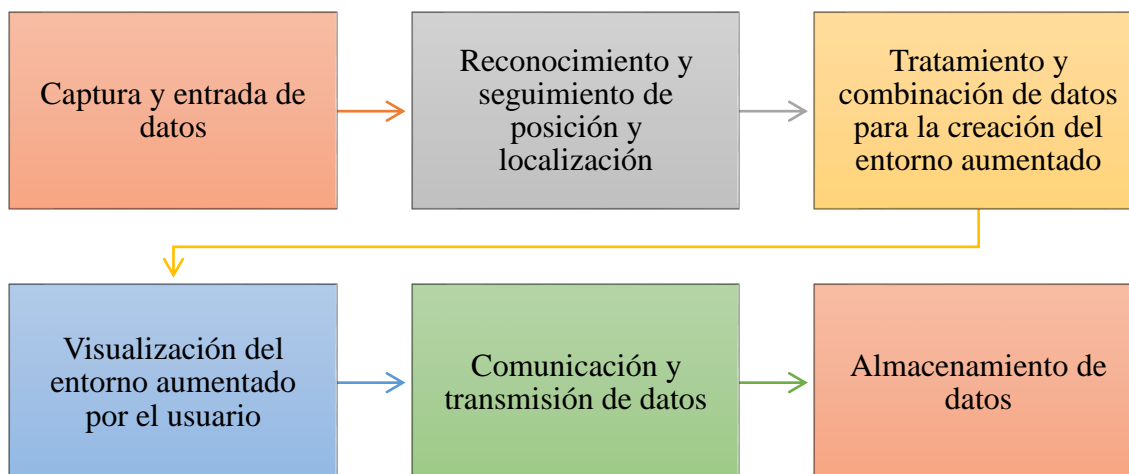 Captura y entrada de
datos
Reconocimiento y
seguimiento de
posición y
localización
Tratamiento y
combinación de datos
para la creación del
entorno aumentado
Visualización del
entorno aumentado
por el usuario
Comunicación y
transmisión de datos
Almacenamiento de
datos